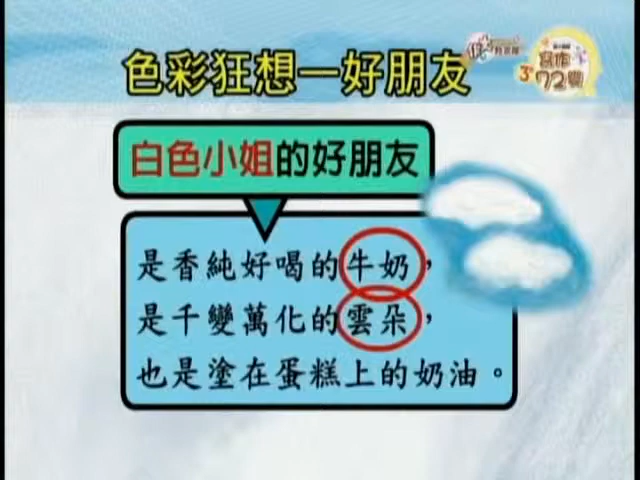 色彩狂想—好朋友
白色小姐的好朋友
是香純好喝的牛奶，
是千變萬化的雲朵，
也是塗在蛋糕上的奶油。